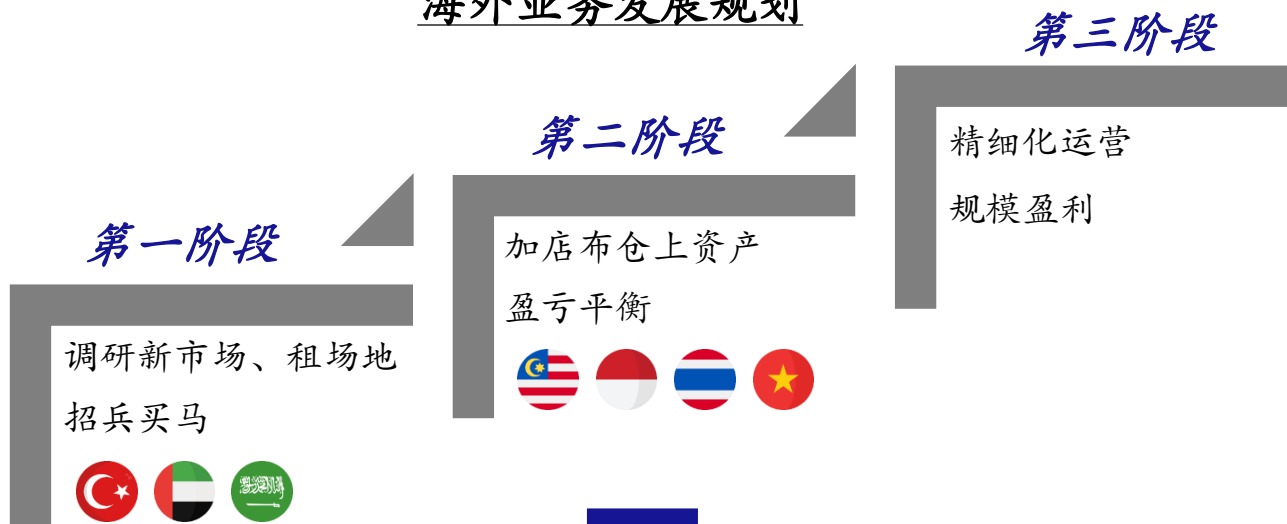 海外业务发展规划
第一阶段
调研新市场、租场地
招兵买马
第二阶段
加店布仓上资产
盈亏平衡
第三阶段
精细化运营
规模盈利